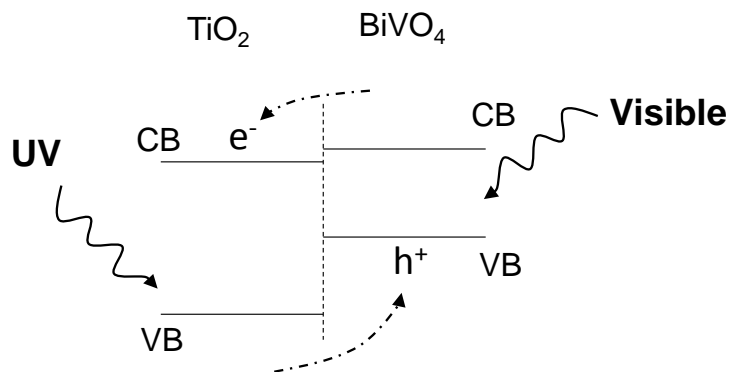 TiO₂ BiVO₄
CB Visible
UV CB e⁻
h⁺ VB
VB